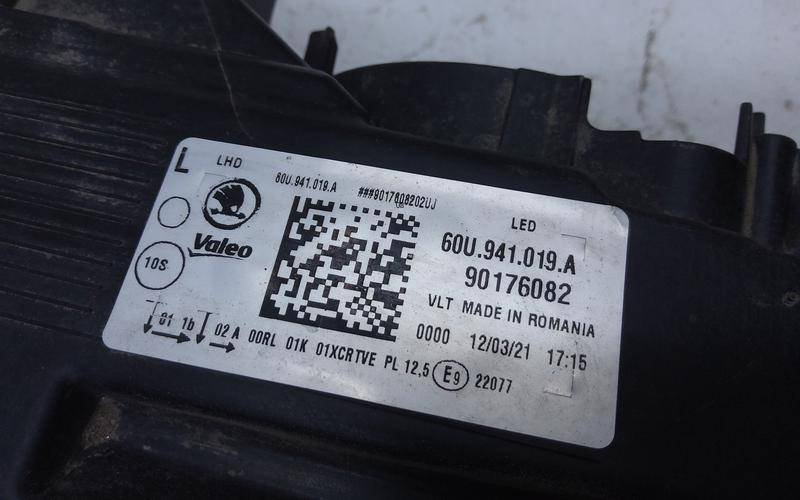 L LHD
60U.941.019.A ###9017608202UJ
LED
60U.941.019.A
90176082
VLT MADE IN ROMANIA
0000 12/03/21 17:15
Valeo
10S
01 1b 02 A 00RL 01K 01XCRTVE PL 12,5 E9 22077